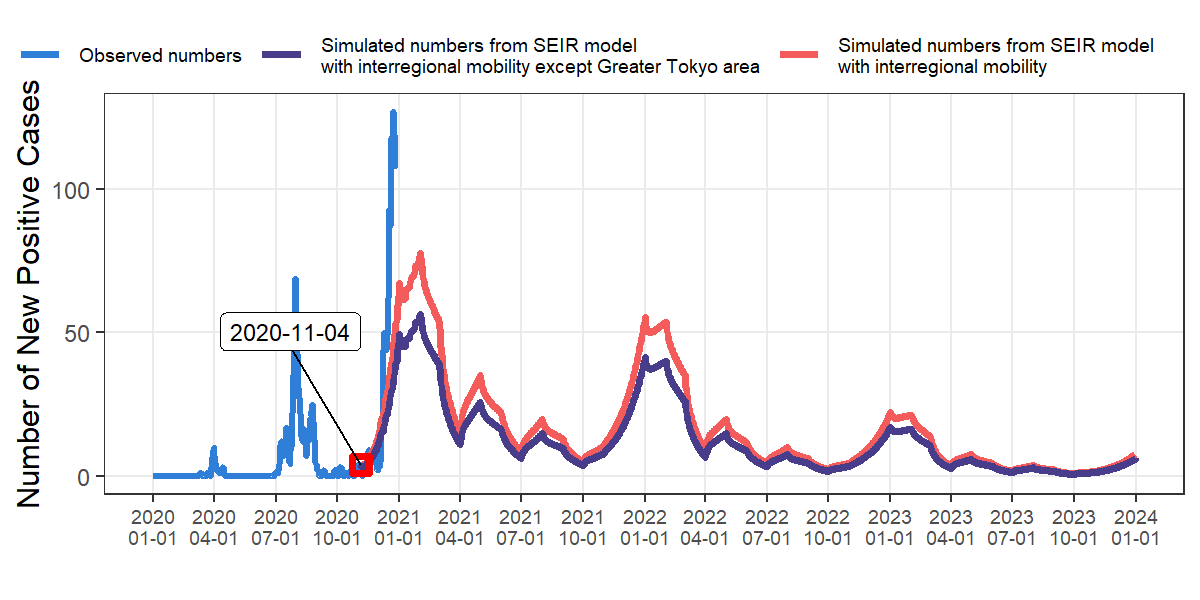 Observed numbers
Simulated numbers from SEIR model
with interregional mobility except Greater Tokyo area
Simulated numbers from SEIR model
with interregional mobility
Number of New Positive Cases
100
50
0
2020-11-04
2020 2020 2020 2020 2021 2021 2021 2021 2022 2022 2022 2022 2023 2023 2023 2023 2024
01-01 04-01 07-01 10-01 01-01 04-01 07-01 10-01 01-01 04-01 07-01 10-01 01-01 04-01 07-01 10-01 01-01